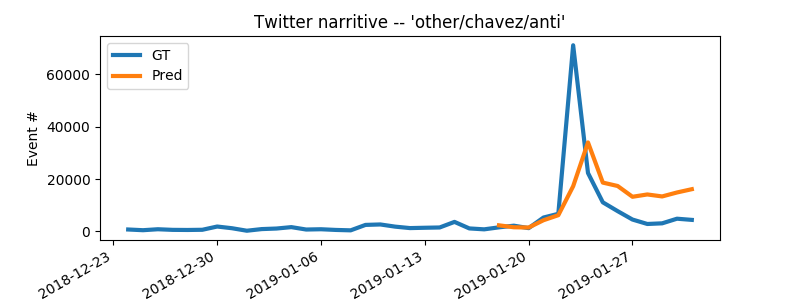 Twitter narritive -- 'other/chavez/anti'
GT
Pred
Event #
60000
40000
20000
0
2018-12-23
2018-12-30
2019-01-06
2019-01-13
2019-01-20
2019-01-27